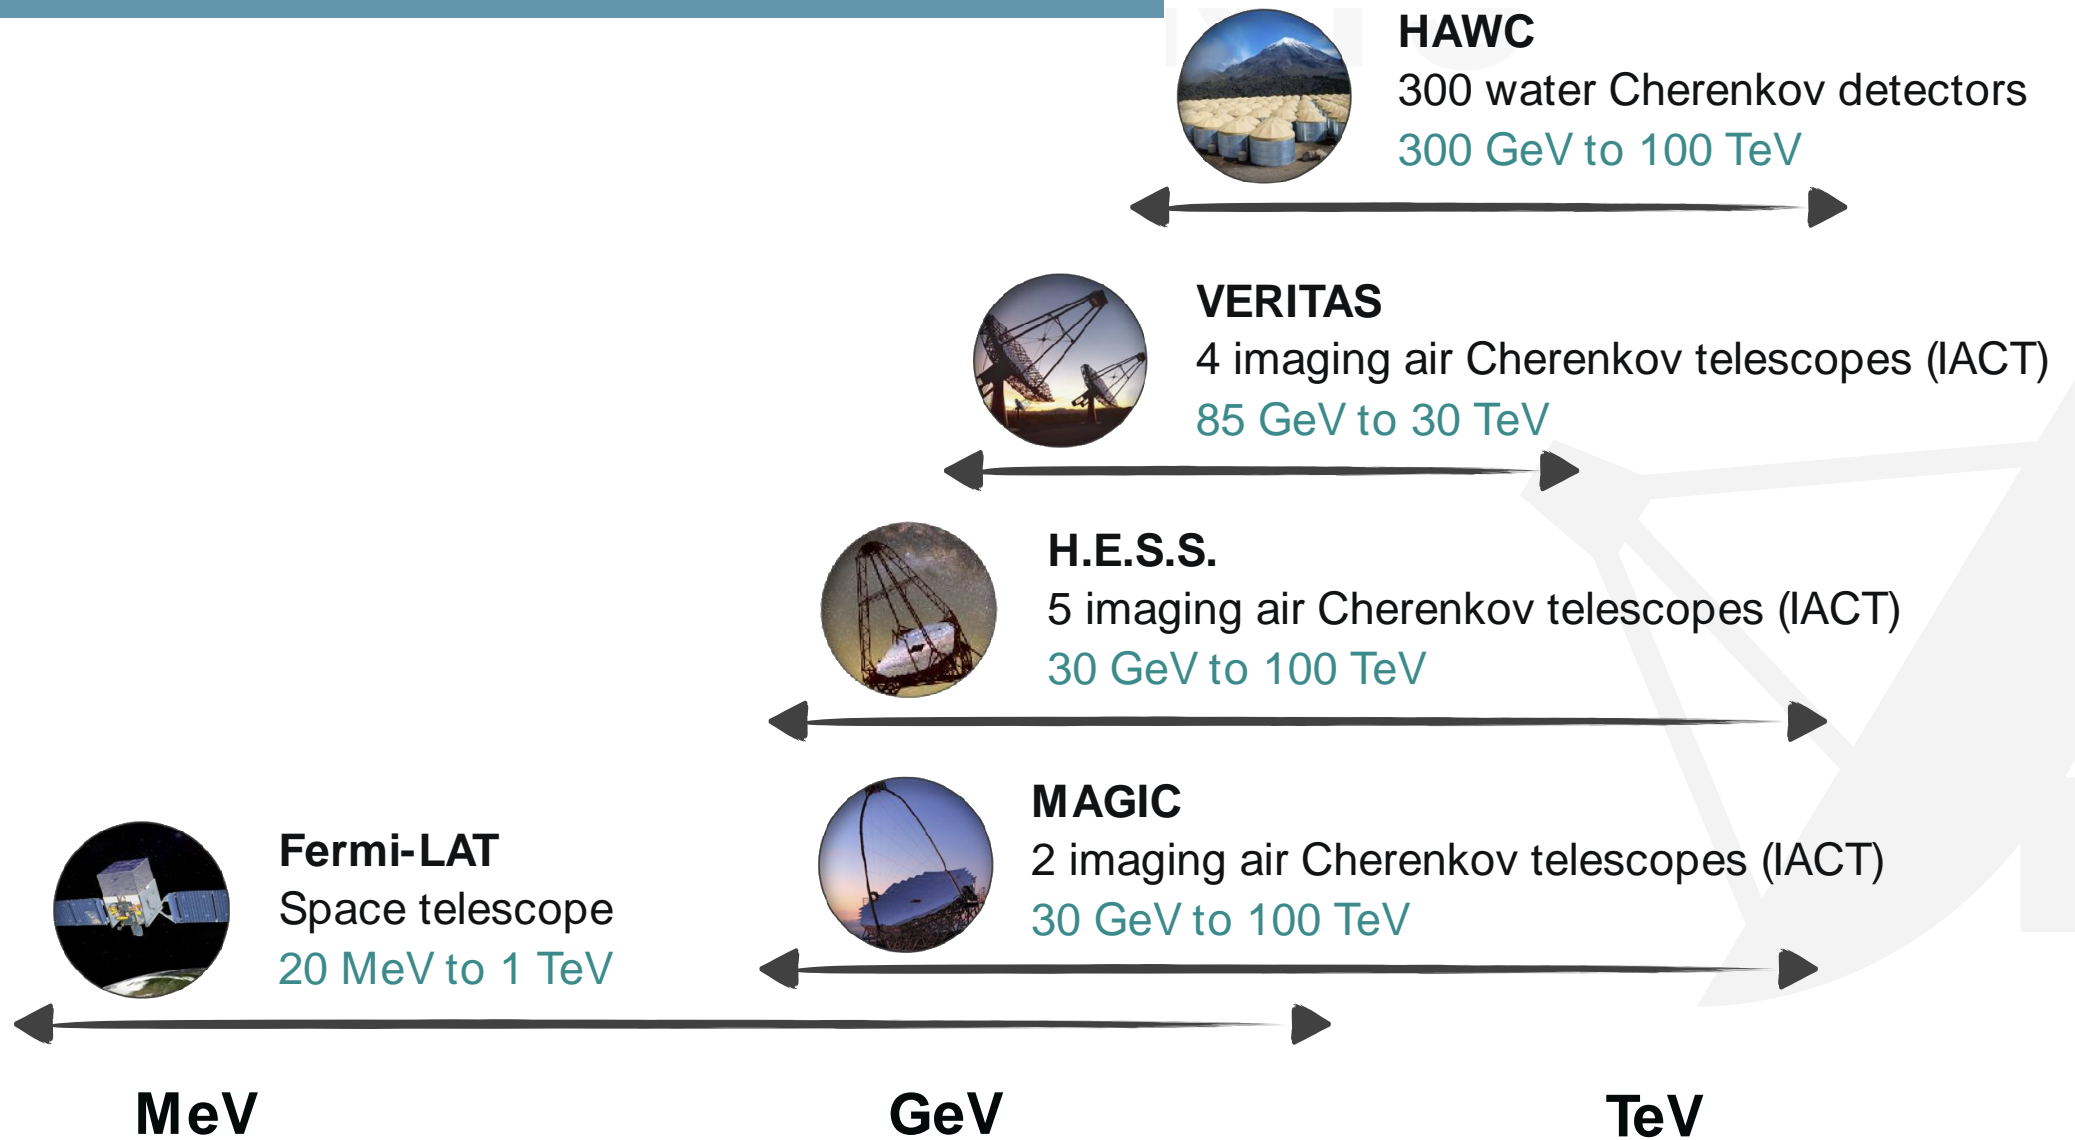 HAWC
300 water Cherenkov detectors
300 GeV to 100 TeV
VERITAS
4 imaging air Cherenkov telescopes (IACT)
85 GeV to 30 TeV
H.E.S.S.
5 imaging air Cherenkov telescopes (IACT)
30 GeV to 100 TeV
MAGIC
2 imaging air Cherenkov telescopes (IACT)
30 GeV to 100 TeV
Fermi-LAT
Space telescope
20 MeV to 1 TeV
MeV GeV TeV